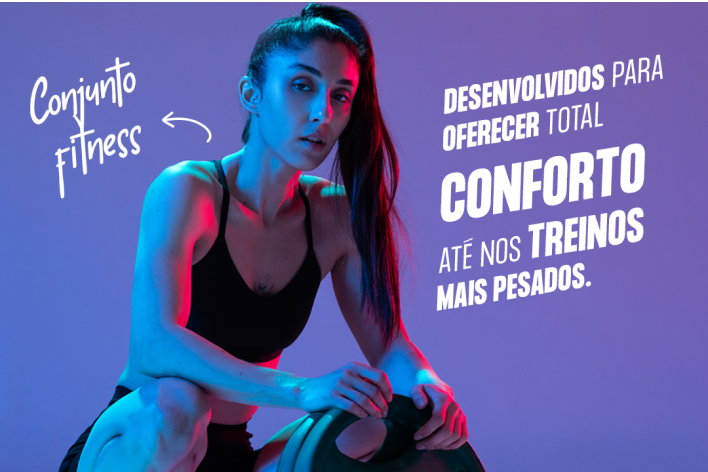 Conjunto
Fitness
DESENVOLVIDOS PARA
OFERECER TOTAL
CONFORTO
ATÉ NOS TREINOS
MAIS PESADOS.